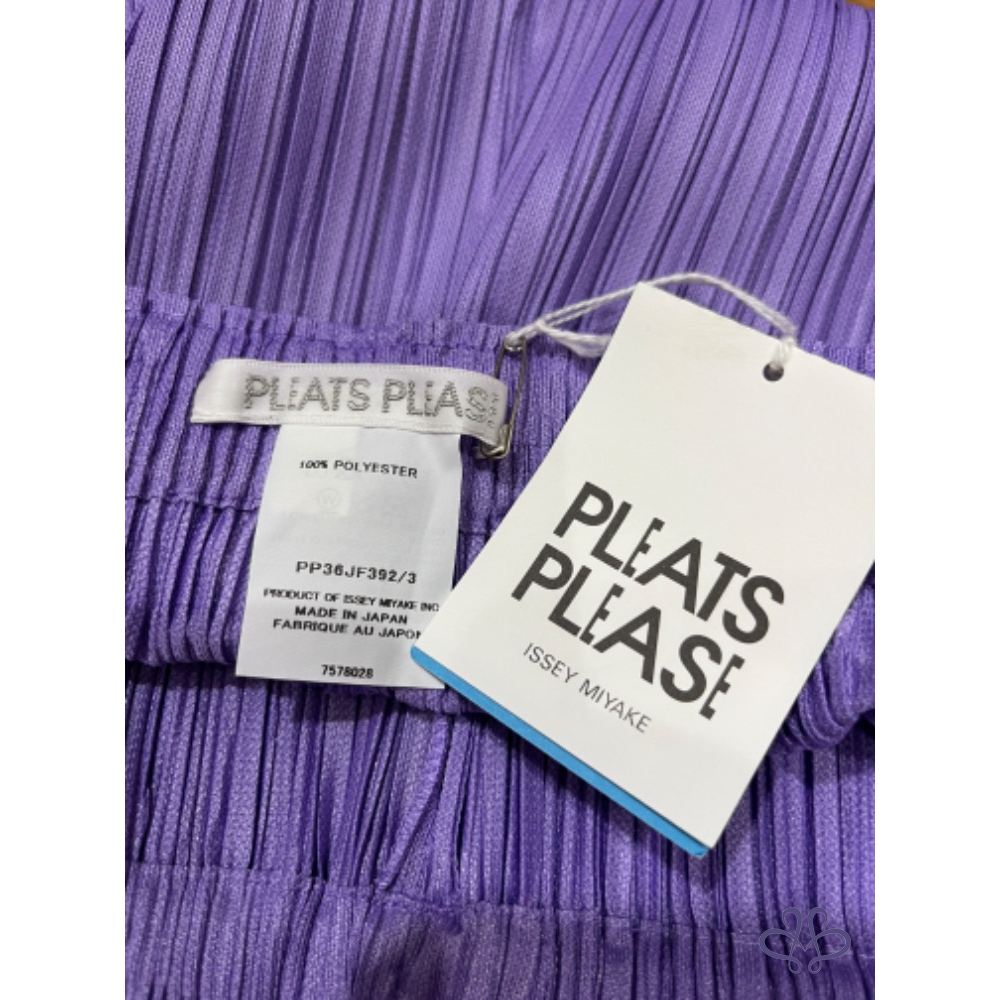 PLEATS PLEASE
100% POLYESTER
PP36JF392/3
PRODUCT OF ISSEY MIYAKE INC
MADE IN JAPAN
FABRIQUE AU JAPON
7578028
PLEATS
PLEASE
ISSEY MIYAKE